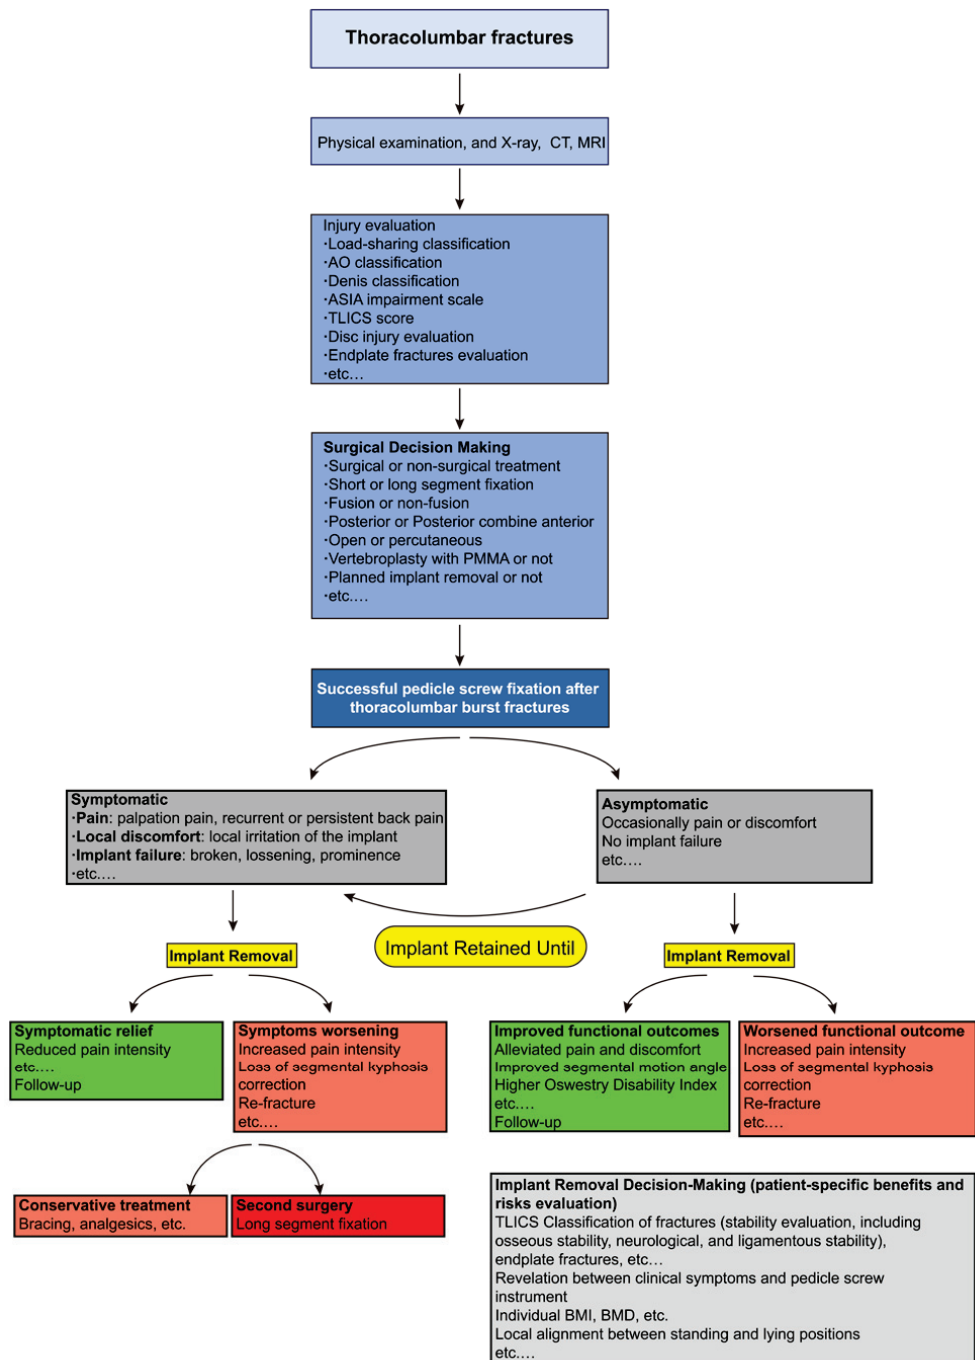 Thoracolumbar fractures
Physical examination, and X-ray, CT, MRI
Injury evaluation
·Load-sharing classification
·AO classification
·Denis classification
·ASIA impairment scale
·TLICS score
·Disc injury evaluation
·Endplate fractures evaluation
·etc...
Surgical Decision Making
·Surgical or non-surgical treatment
·Short or long segment fixation
·Fusion or non-fusion
·Posterior or Posterior combine anterior
·Open or percutaneous
·Vertebroplasty with PMMA or not
·Planned implant removal or not
·etc....
Successful pedicle screw fixation after
thoracolumbar burst fractures
Symptomatic
·Pain: palpation pain, recurrent or persistent back pain
·Local discomfort: local irritation of the implant
·Implant failure: broken, lossening, prominence
·etc....
Asymptomatic
Occasionally pain or discomfort
No implant failure
etc....
Implant Retained Until
Implant Removal
Implant Removal
Symptomatic relief
Reduced pain intensity
etc....
Follow-up
Symptoms worsening
Increased pain intensity
Loss of segmental kyphosis
correction
Re-fracture
etc....
Improved functional outcomes
Alleviated pain and discomfort
Improved segmental motion angle
Higher Oswestry Disability Index
etc....
Follow-up
Worsened functional outcome
Increased pain intensity
Loss of segmental kyphosis
correction
Re-fracture
etc....
Conservative treatment
Bracing, analgesics, etc.
Second surgery
Long segment fixation
Implant Removal Decision-Making (patient-specific benefits and
risks evaluation)
TLICS Classification of fractures (stability evaluation, including
osseous stability, neurological, and ligamentous stability),
endplate fractures, etc...
Revelation between clinical symptoms and pedicle screw
instrument
Individual BMI, BMD, etc.
Local alignment between standing and lying positions
etc....